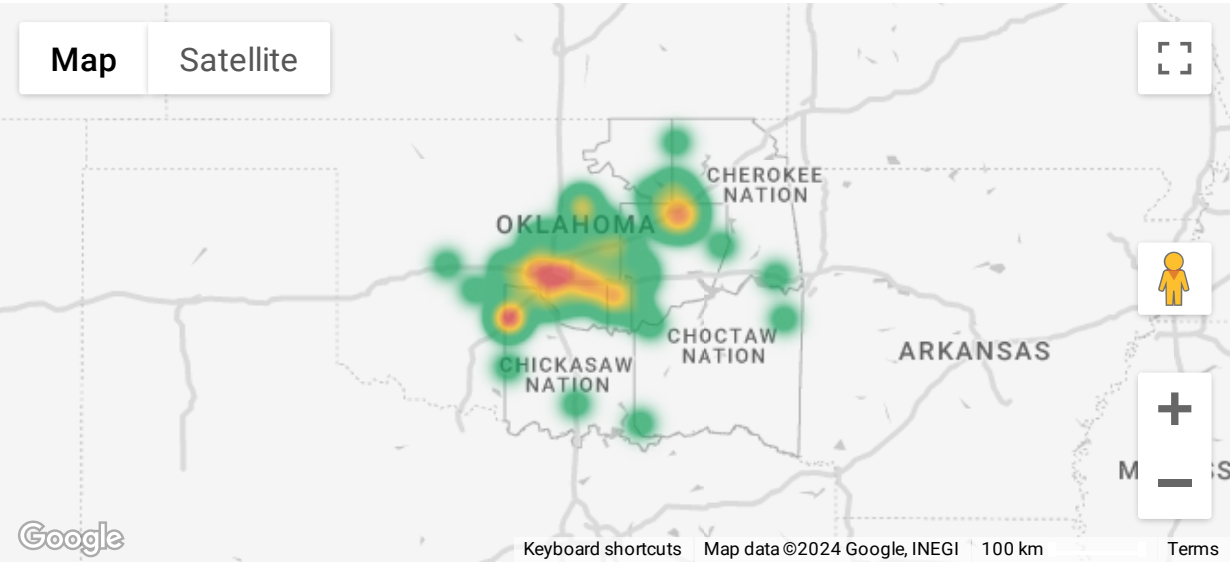 Map
Satellite
CHEROKEE
NATION
OKLAHOMA
CHOCTAW
NATION
ARKANSAS
CHICKASAW
NATION
Google
Keyboard shortcuts
Map data ©2024 Google, INEGI
100 km
Terms